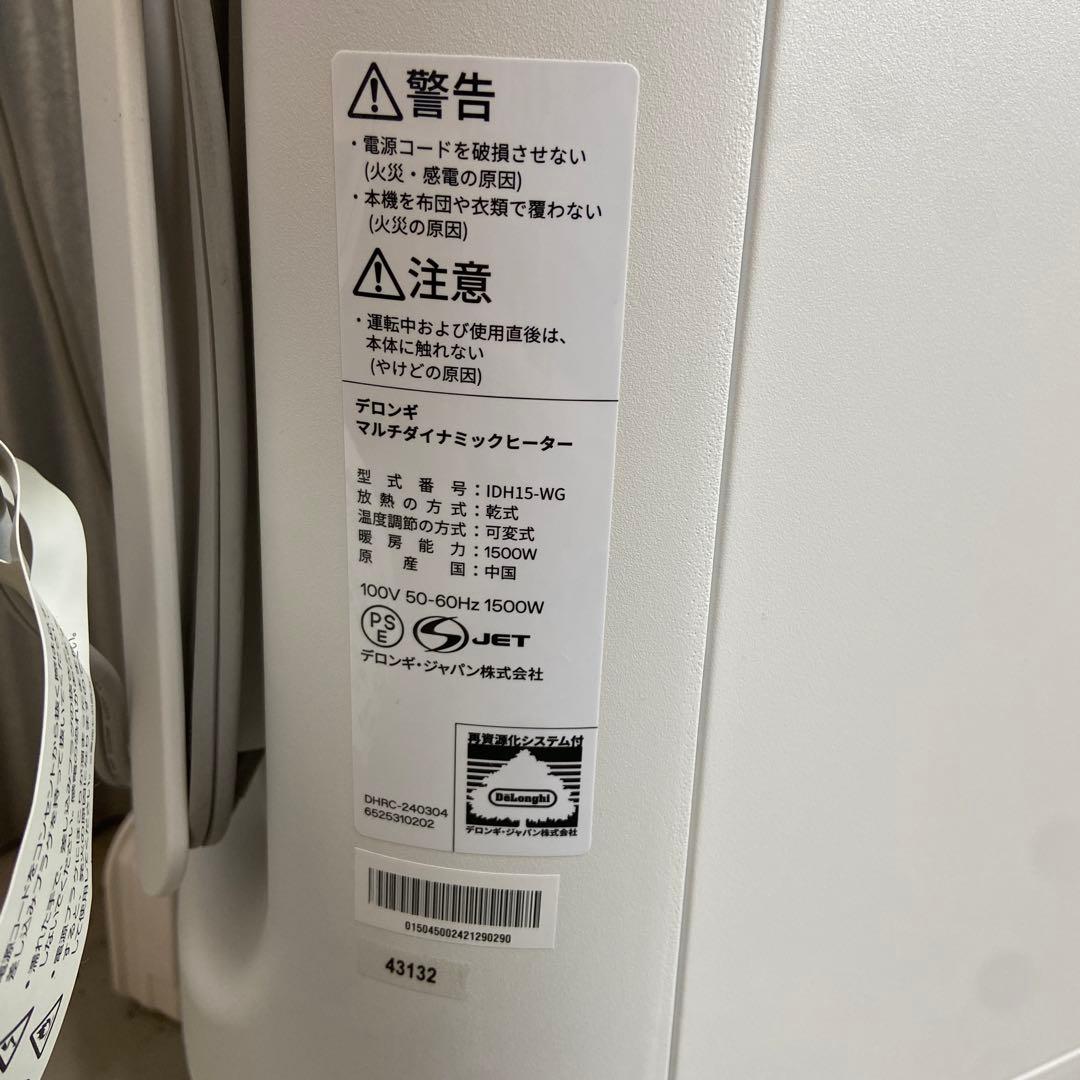 警告
・電源コードを破損させない
(火災・感電の原因)
・本機を布団や衣類で覆わない
(火災の原因)
注意
・運転中および使用直後は、
本体に触れない
(やけどの原因)
デロンギ
マルチダイナミックヒーター
型式番号：IDH15-WG
放熱の方式：乾式
温度調節の方式：可変式
暖房能力：1500W
原産国：中国
100V 50-60Hz 1500W
PSE
JET
デロンギ・ジャパン株式会社
再資源化システム付
DeLonghi
デロンギ・ジャパン株式会社
DHRC-240304
6525310202
015045002421290290
43132